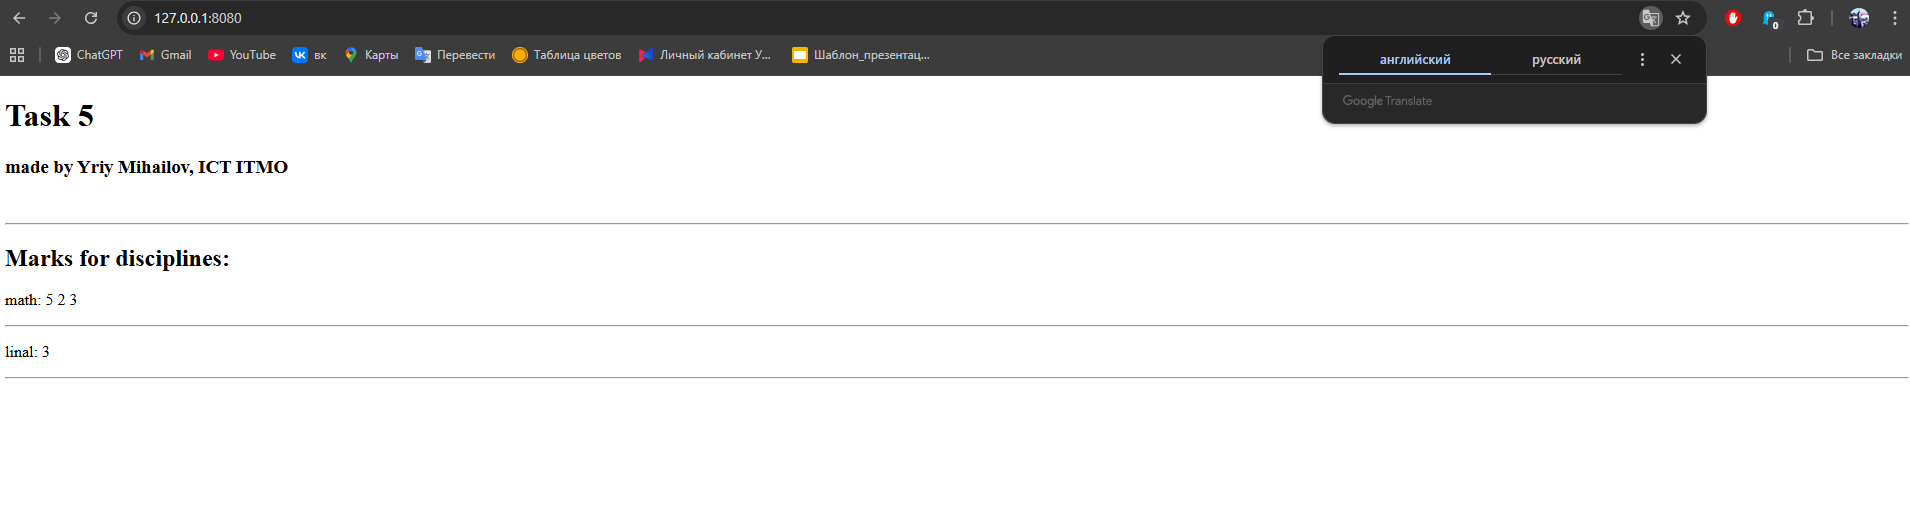 127.0.0.1:8080
ChatGPT Gmail YouTube вк Карты Перевести Таблица цветов Личный кабинет У... Шаблон_презентац... Все закладки
0
английский русский
Google Translate
Task 5
made by Yriy Mihailov, ICT ITMO
Marks for disciplines:
math: 5 2 3
linal: 3